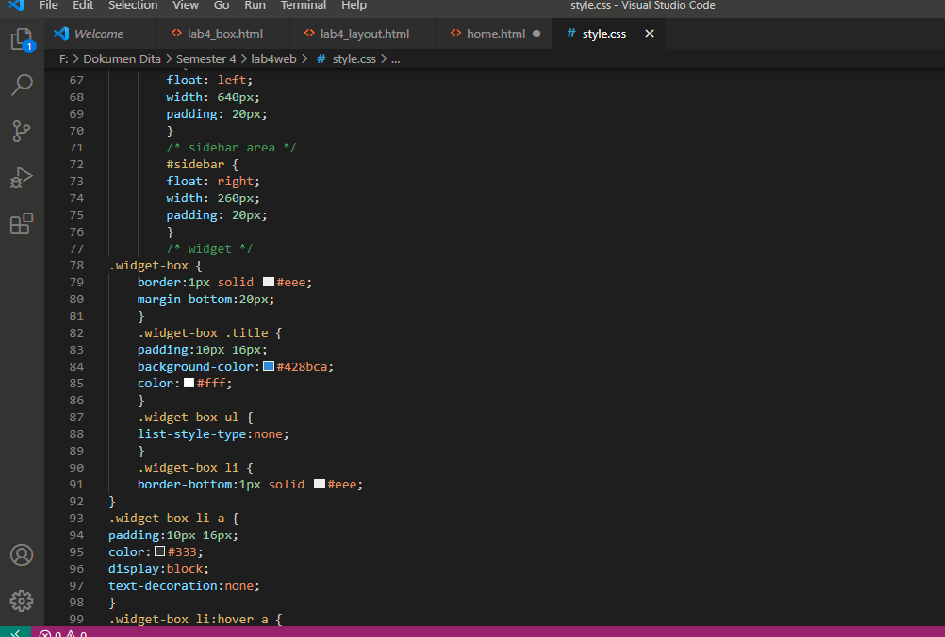 File Edit Selection View Go Run Terminal Help style.css - Visual Studio Code
Welcome lab4_box.html lab4_layout.html home.html style.css
F: > Dokumen Dita > Semester 4 > lab4web > # style.css > ...
1
67 float: left;
68 width: 640px;
69 padding: 20px;
70 }
71 /* sidebar area */
72 #sidebar {
73 float: right;
74 width: 260px;
75 padding: 20px;
76 }
77 /* widget */
78 .widget-box {
79 border:1px solid #eee;
80 margin bottom:20px;
81 }
82 .widget-box .title {
83 padding:10px 16px;
84 background-color:#428bca;
85 color:#fff;
86 }
87 .widget box ul {
88 list-style-type:none;
89 }
90 .widget-box li {
91 border-bottom:1px solid #eee;
92 }
93 .widget box li a {
94 padding:10px 16px;
95 color:#333;
96 display:block;
97 text-decoration:none;
98 }
99 .widget-box li:hover a {
0 0